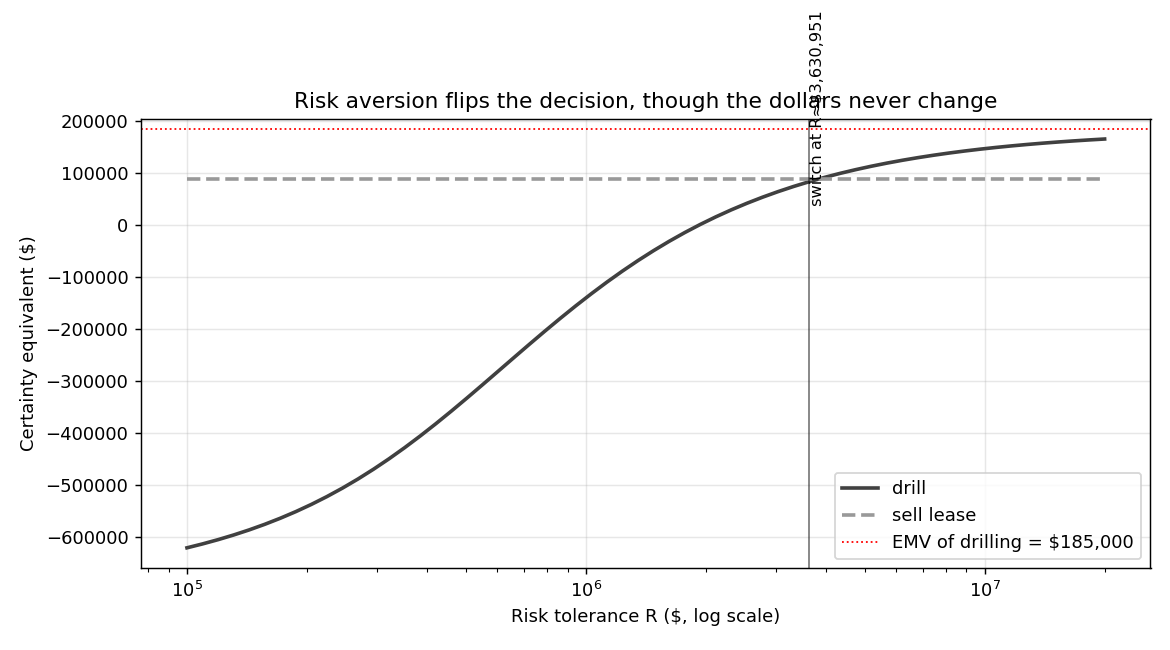 Risk aversion flips the decision, though the dollars never change
switch at R≈$3,630,951
Certainty equivalent ($)
200000
100000
0
−100000
−200000
−300000
−400000
−500000
−600000
drill
sell lease
EMV of drilling = $185,000
10⁵
10⁶
10⁷
Risk tolerance R ($, log scale)